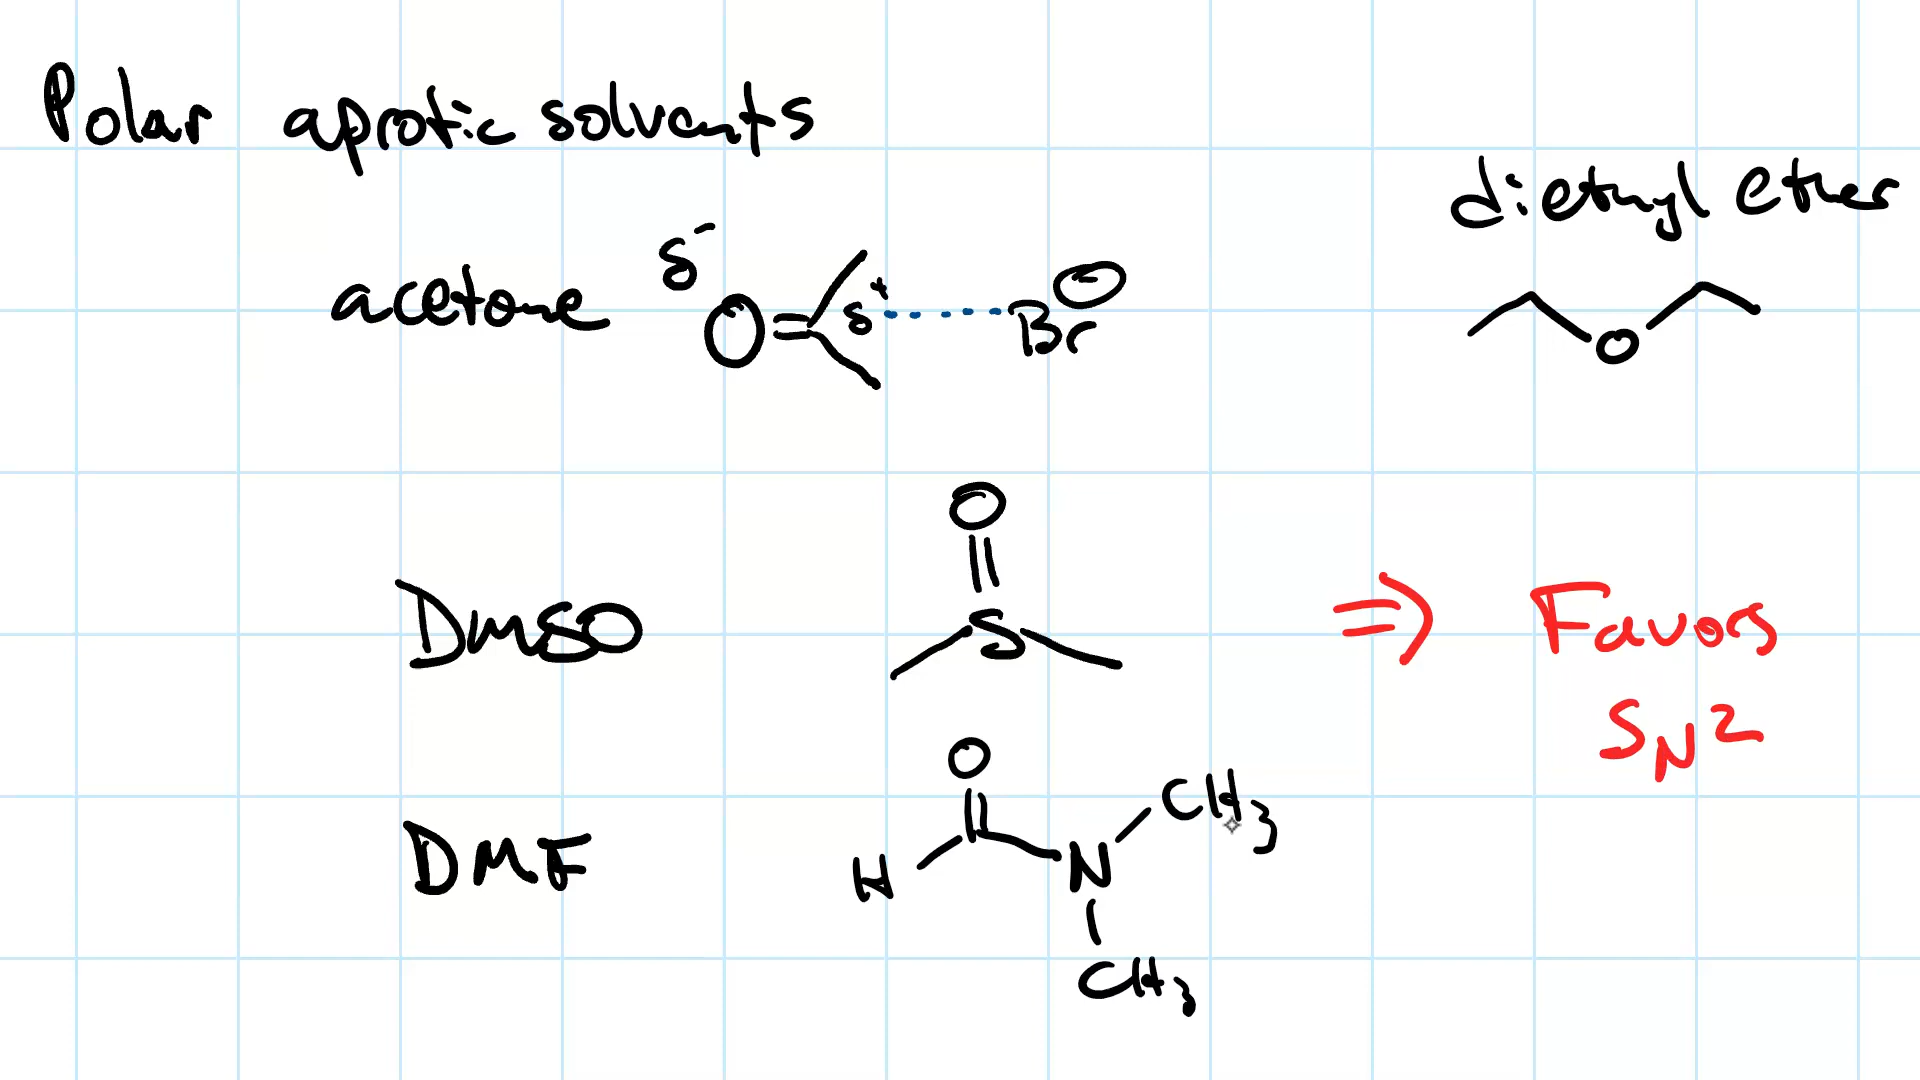 Polar aprotic solvents
diethyl ether
acetone δ⁻ O δ⁺ Br ⊖
O
O
DMSO S
⇒ Favors
SN2
O
CH3
DMF H N
CH3